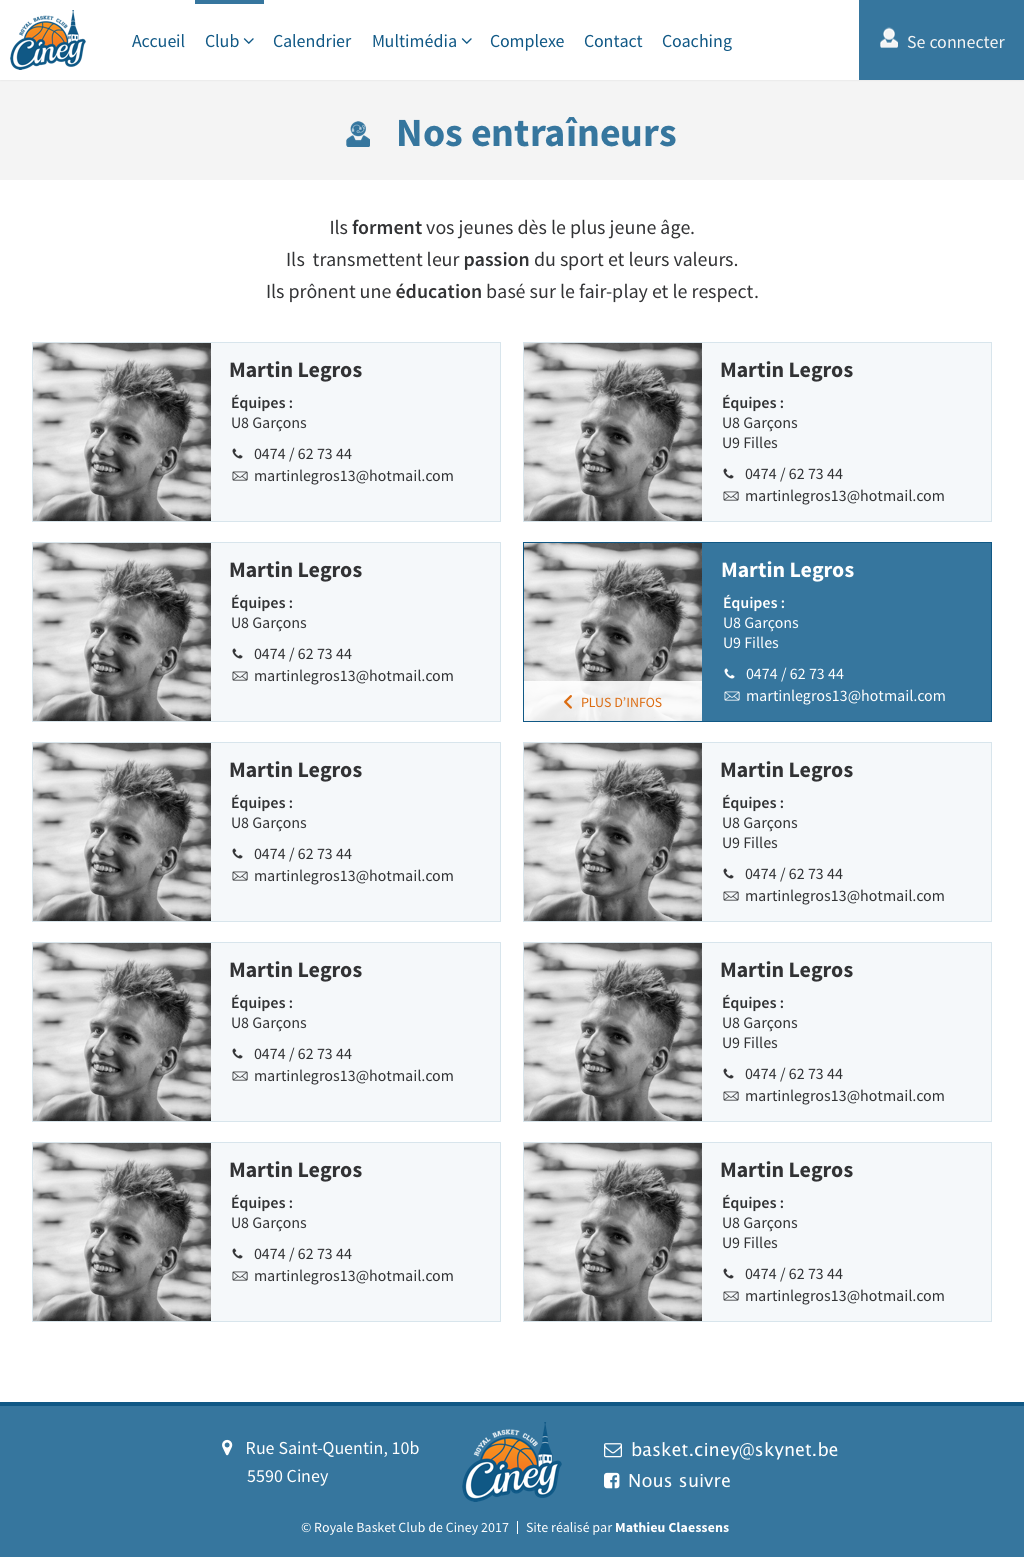 ROYAL BASKET CLUB
Ciney
Accueil Club Calendrier Multimédia Complexe Contact Coaching
Se connecter
Nos entraîneurs
Ils forment vos jeunes dès le plus jeune âge.
Ils transmettent leur passion du sport et leurs valeurs.
Ils prônent une éducation basé sur le fair-play et le respect.
Martin Legros
Équipes :
U8 Garçons
0474 / 62 73 44
martinlegros13@hotmail.com
Martin Legros
Équipes :
U8 Garçons
U9 Filles
0474 / 62 73 44
martinlegros13@hotmail.com
Martin Legros
Équipes :
U8 Garçons
0474 / 62 73 44
martinlegros13@hotmail.com
PLUS D'INFOS
Martin Legros
Équipes :
U8 Garçons
U9 Filles
0474 / 62 73 44
martinlegros13@hotmail.com
Martin Legros
Équipes :
U8 Garçons
0474 / 62 73 44
martinlegros13@hotmail.com
Martin Legros
Équipes :
U8 Garçons
U9 Filles
0474 / 62 73 44
martinlegros13@hotmail.com
Martin Legros
Équipes :
U8 Garçons
0474 / 62 73 44
martinlegros13@hotmail.com
Martin Legros
Équipes :
U8 Garçons
U9 Filles
0474 / 62 73 44
martinlegros13@hotmail.com
Martin Legros
Équipes :
U8 Garçons
0474 / 62 73 44
martinlegros13@hotmail.com
Martin Legros
Équipes :
U8 Garçons
U9 Filles
0474 / 62 73 44
martinlegros13@hotmail.com
Rue Saint-Quentin, 10b
5590 Ciney
ROYAL BASKET CLUB
Ciney
basket.ciney@skynet.be
Nous suivre
© Royale Basket Club de Ciney 2017 | Site réalisé par Mathieu Claessens